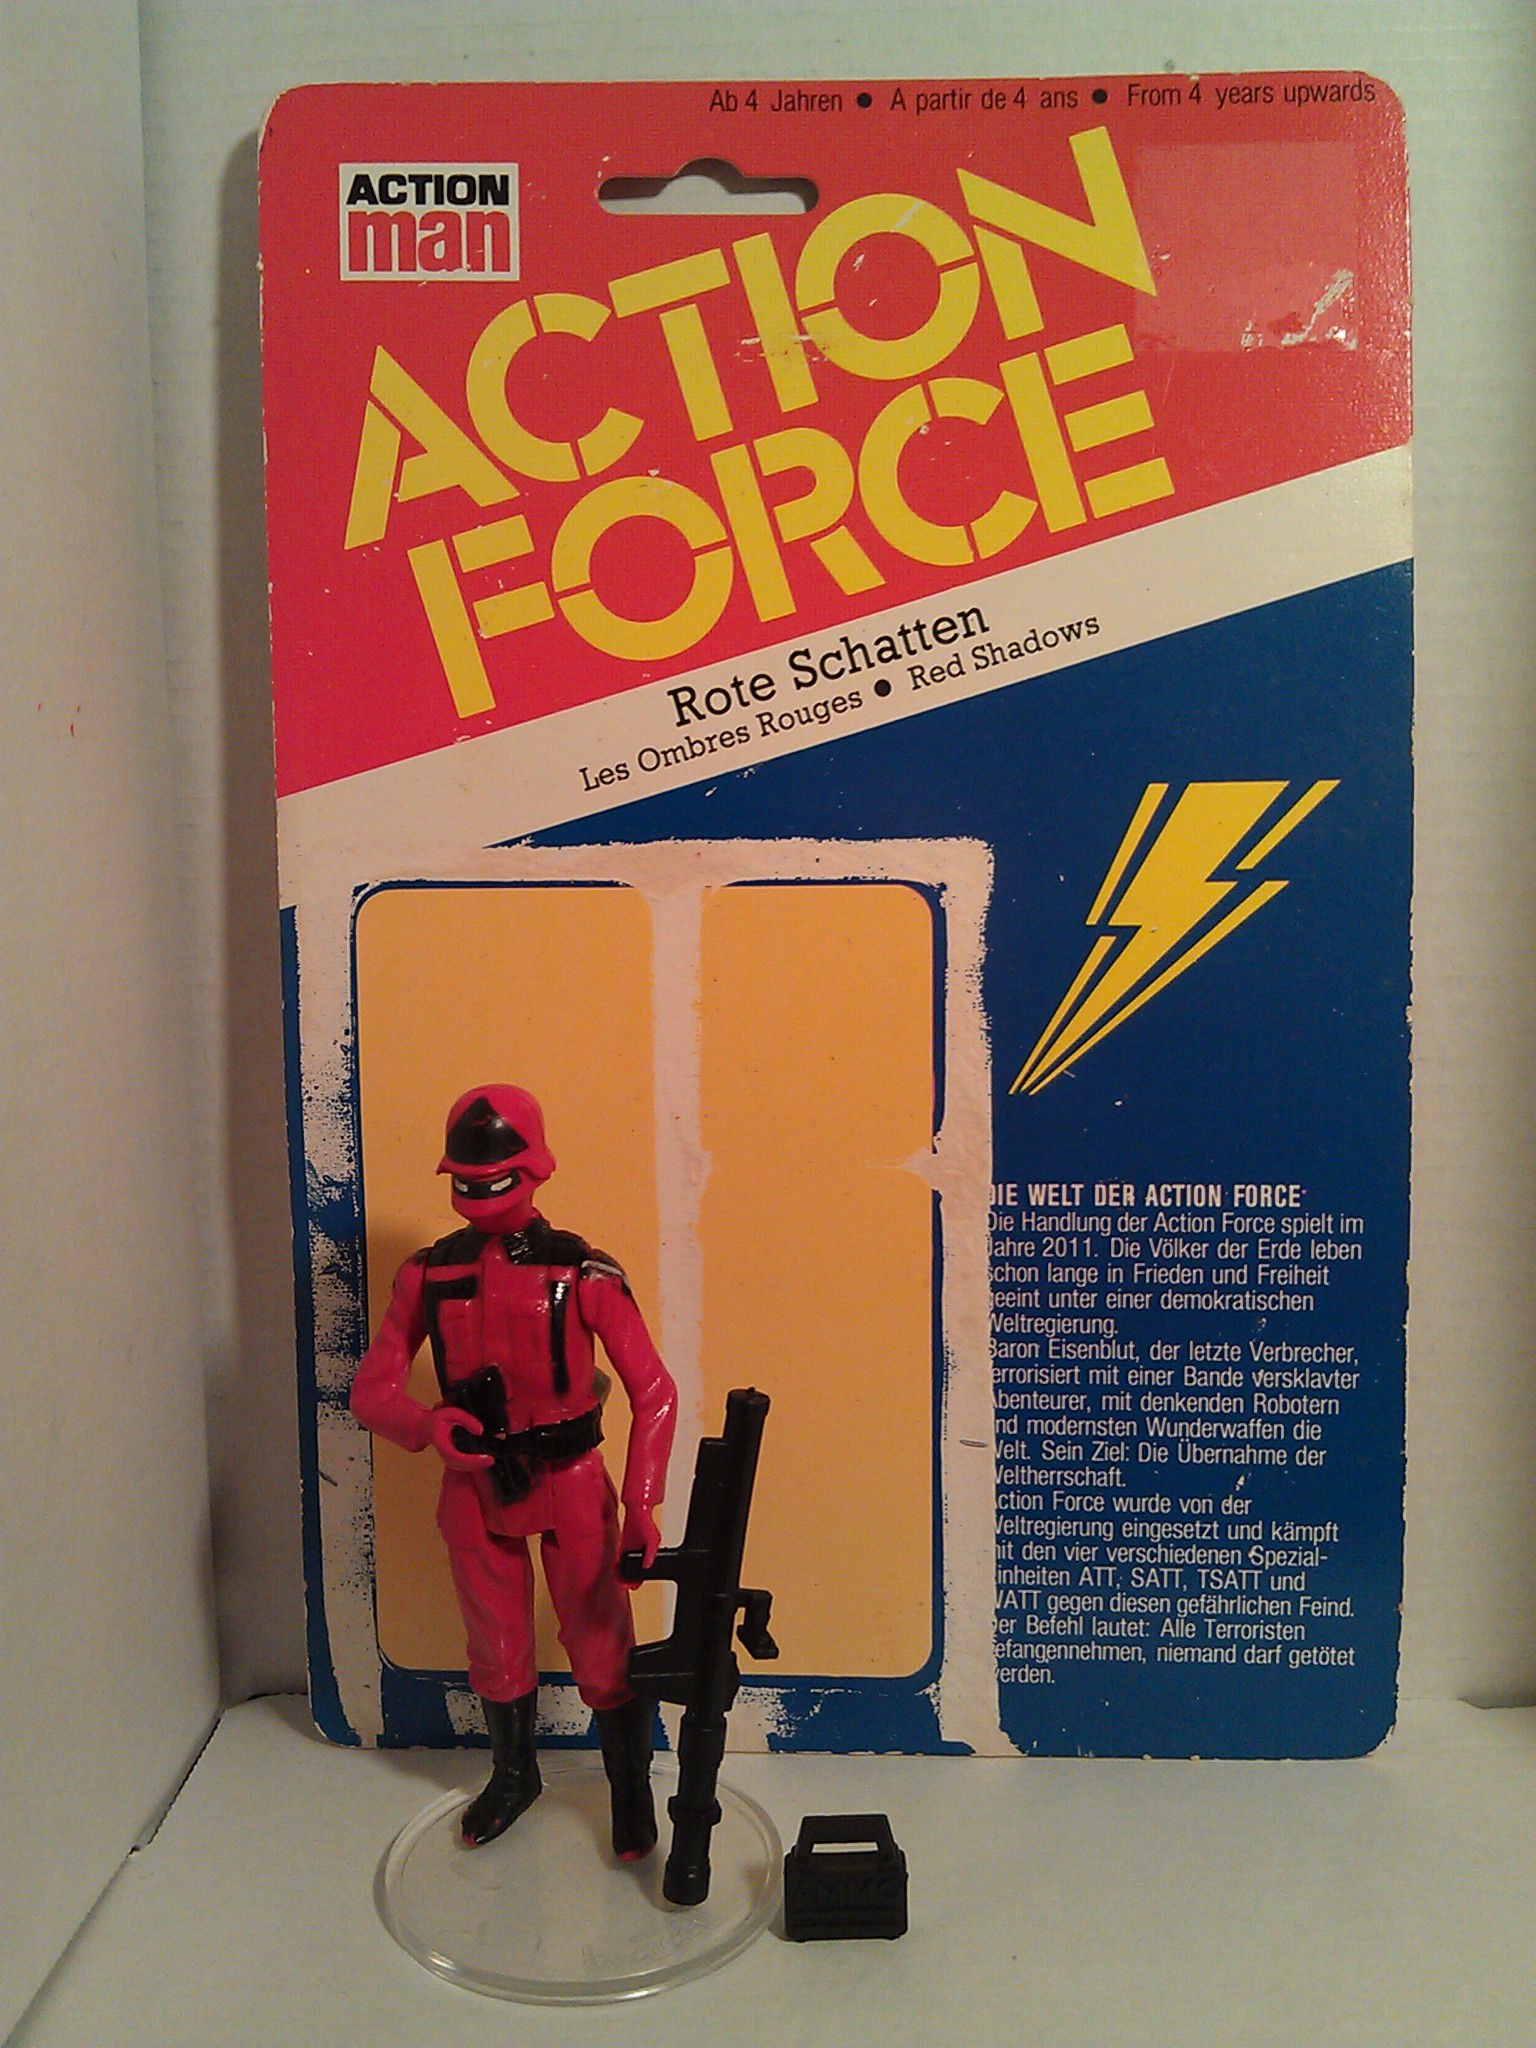 Ab 4 Jahren ● A partir de 4 ans ● From 4 years upwards
ACTION
man
ACTION
FORCE
Rote Schatten
Les Ombres Rouges ● Red Shadows
DIE WELT DER ACTION FORCE
Die Handlung der Action Force spielt im
Jahre 2011. Die Völker der Erde leben
schon lange in Frieden und Freiheit
geeint unter einer demokratischen
Weltregierung.
Baron Eisenblut, der letzte Verbrecher,
terrorisiert mit einer Bande versklavter
Abenteurer, mit denkenden Robotern
und modernsten Wunderwaffen die
Welt. Sein Ziel: Die Übernahme der
Weltherrschaft.
Action Force wurde von der
Weltregierung eingesetzt und kämpft
mit den vier verschiedenen Spezial-
einheiten ATT, SATT, TSATT und
WATT gegen diesen gefährlichen Feind.
Der Befehl lautet: Alle Terroristen
gefangennehmen, niemand darf getötet
werden.
AMMO